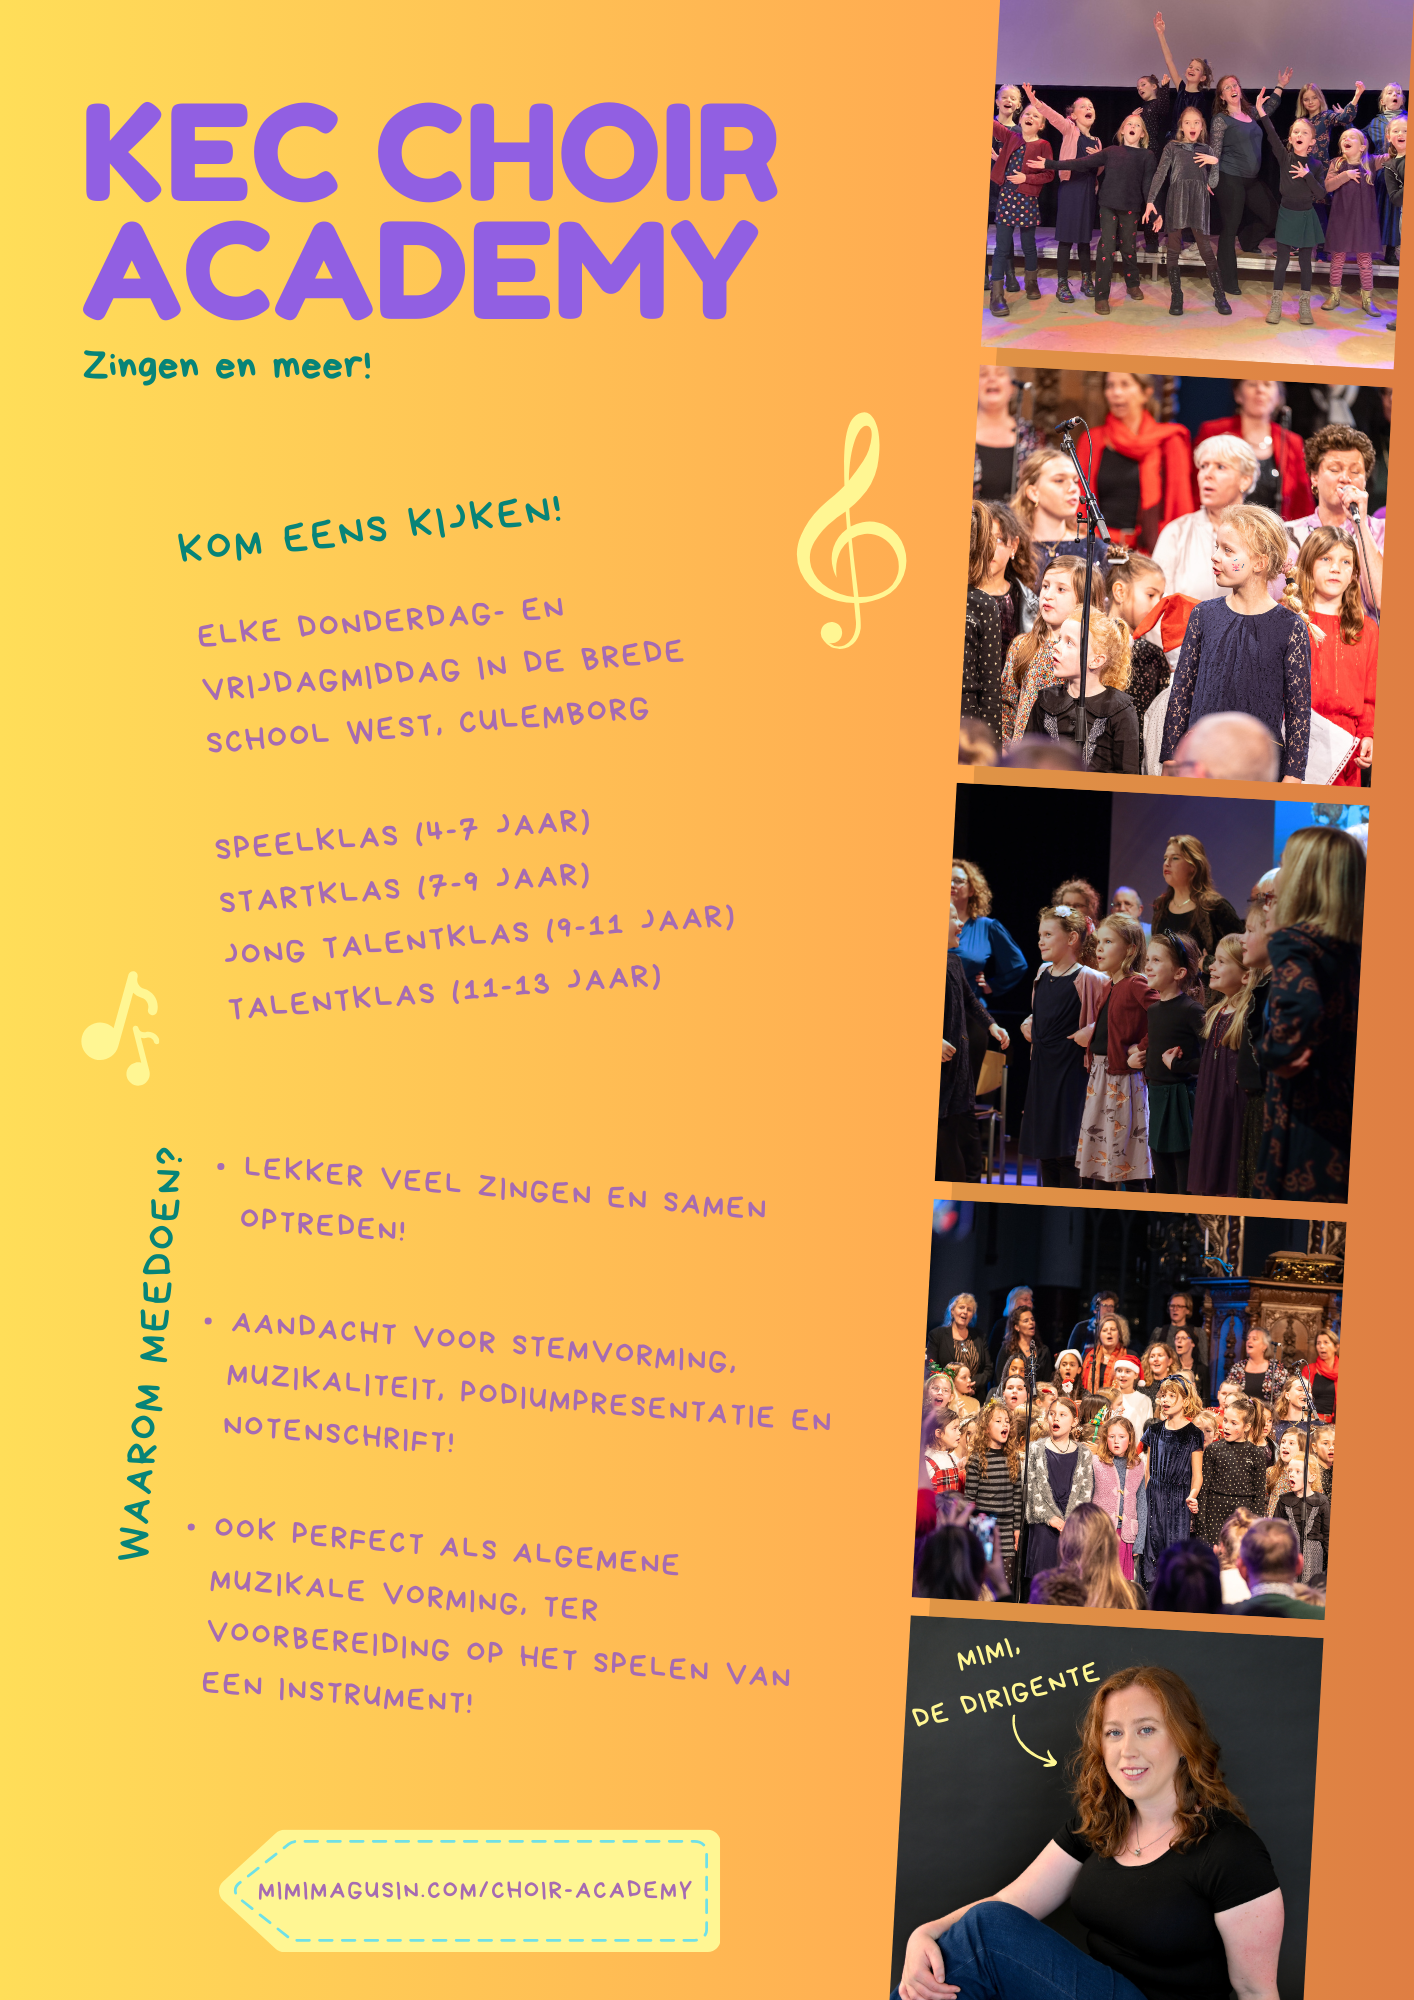 KEC CHOIR
ACADEMY
Zingen en meer!
KOM EENS KIJKEN!
ELKE DONDERDAG- EN
VRIJDAGMIDDAG IN DE BREDE
SCHOOL WEST, CULEMBORG
SPEELKLAS (4-7 JAAR)
STARTKLAS (7-9 JAAR)
JONG TALENTKLAS (9-11 JAAR)
TALENTKLAS (11-13 JAAR)
WAAROM MEEDOEN?
• LEKKER VEEL ZINGEN EN SAMEN
OPTREDEN!
• AANDACHT VOOR STEMVORMING,
MUZIKALITEIT, PODIUMPRESENTATIE EN
NOTENSCHRIFT!
• OOK PERFECT ALS ALGEMENE
MUZIKALE VORMING, TER
VOORBEREIDING OP HET SPELEN VAN
EEN INSTRUMENT!
MIMI,
DE DIRIGENTE
MIMIMAGUSIN.COM/CHOIR-ACADEMY